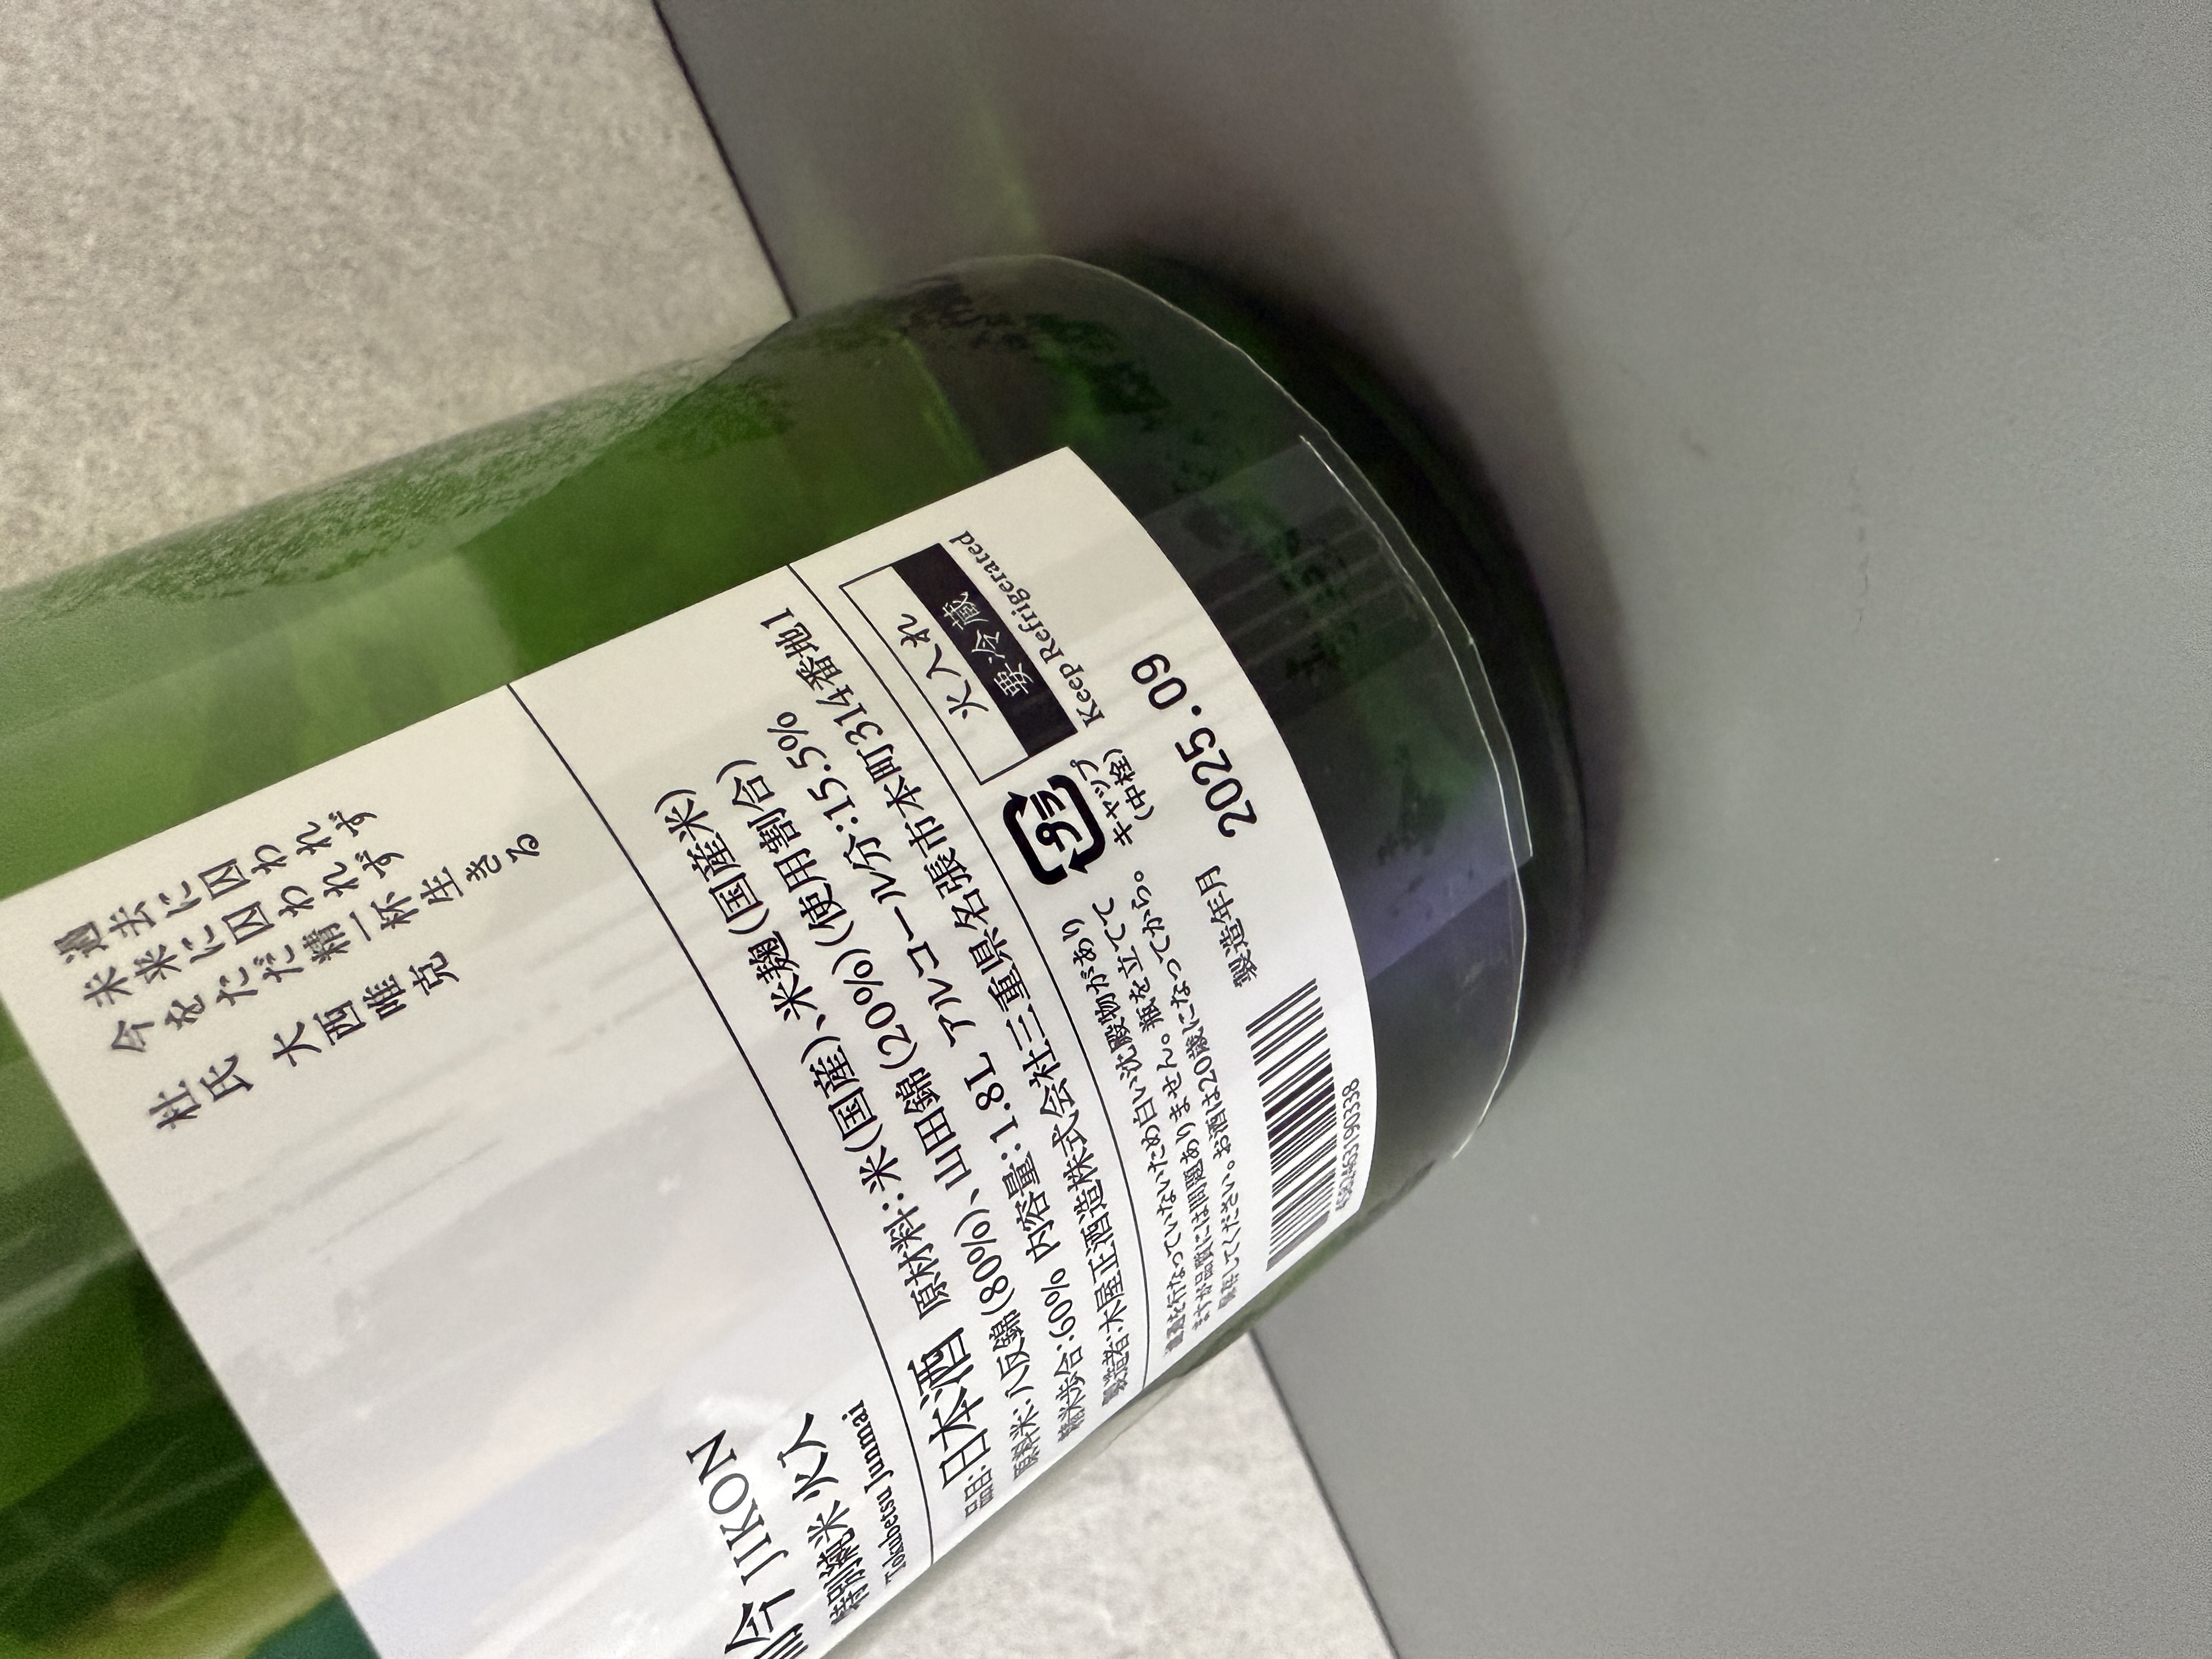 過去に囚われず
未来に囚われず
今をただ精一杯生きる
杜氏 大西唯克
今 JIKON
特別純米 火入
Tokubetsu Junmai
品目:日本酒 原材料:米(国産)、米麹(国産米)
原料米:八反錦(80%)、山田錦(20%)(使用割合)
精米歩合:60% 内容量:1.8L アルコール分:15.5%
製造者:木屋正酒造株式会社三重県名張市本町314番地1
を行なっていないため白い沈殿物があり
ますが品質には問題ありません。瓶を立てて
保存してください。お酒は20歳になってから。
プラ
キャップ
(中栓)
火入れ
要冷蔵
Keep Refrigerated
製造年月 2025.09
4582463190338